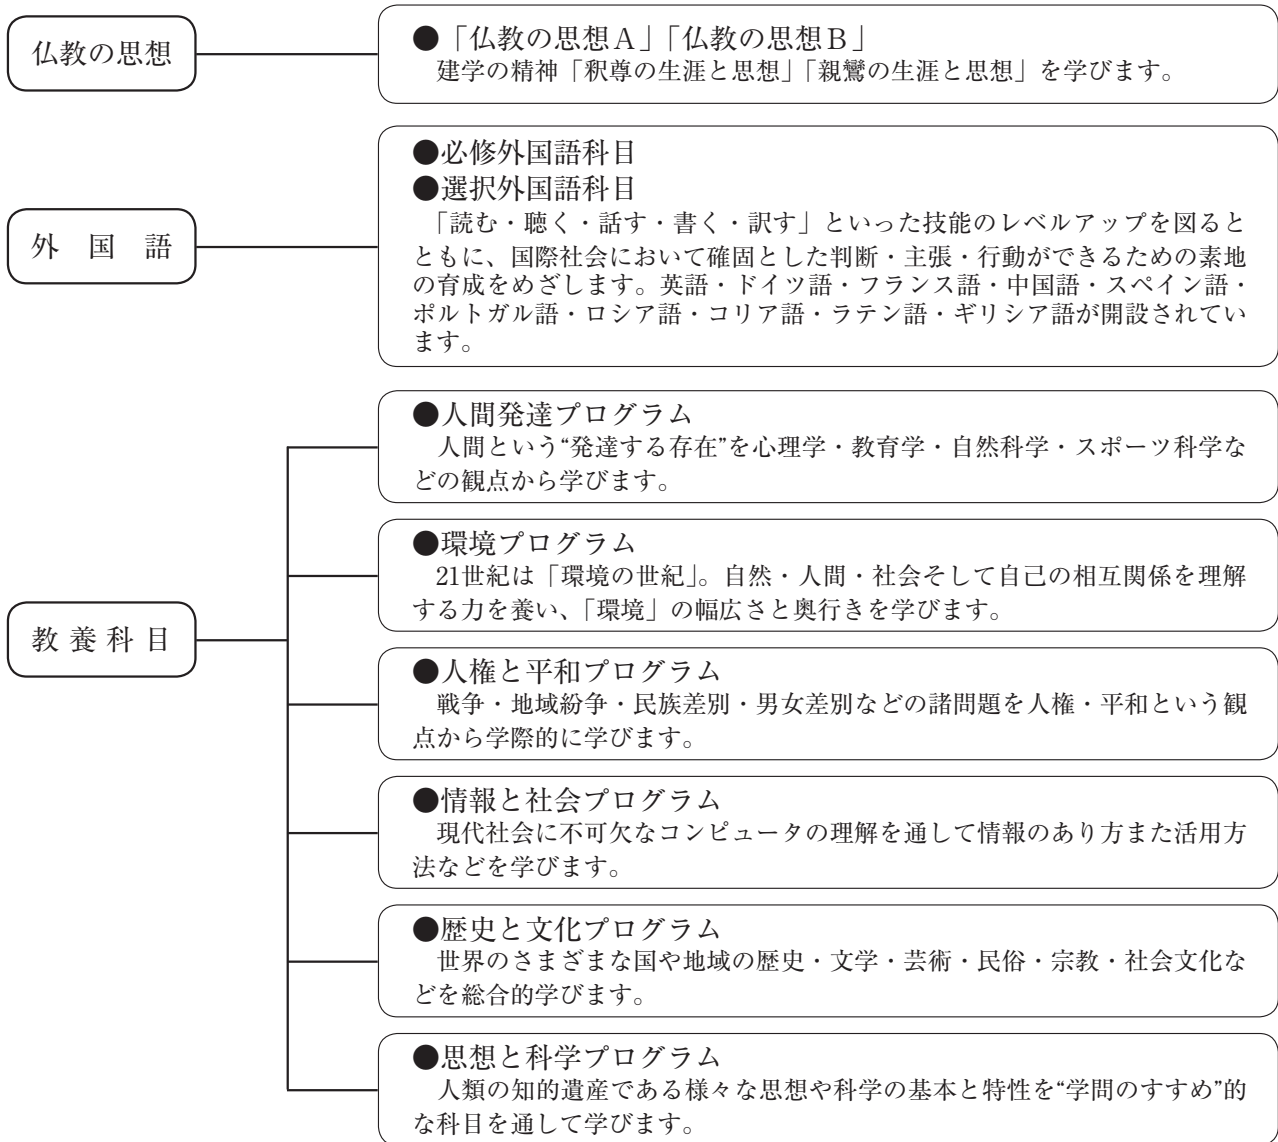 仏教の思想
●「仏教の思想A」「仏教の思想B」
建学の精神「釈尊の生涯と思想」「親鸞の生涯と思想」を学びます。
外国語
●必修外国語科目
●選択外国語科目
「読む・聴く・話す・書く・訳す」といった技能のレベルアップを図ると
ともに、国際社会において確固とした判断・主張・行動ができるための素地
の育成をめざします。英語・ドイツ語・フランス語・中国語・スペイン語・
ポルトガル語・ロシア語・コリア語・ラテン語・ギリシア語が開設されてい
ます。
教養科目
●人間発達プログラム
人間という“発達する存在”を心理学・教育学・自然科学・スポーツ科学な
どの観点から学びます。
●環境プログラム
21世紀は「環境の世紀」。自然・人間・社会そして自己の相互関係を理解
する力を養い、「環境」の幅広さと奥行きを学びます。
●人権と平和プログラム
戦争・地域紛争・民族差別・男女差別などの諸問題を人権・平和という観
点から学際的に学びます。
●情報と社会プログラム
現代社会に不可欠なコンピュータの理解を通して情報のあり方また活用方
法などを学びます。
●歴史と文化プログラム
世界のさまざまな国や地域の歴史・文学・芸術・民俗・宗教・社会文化な
どを総合的学びます。
●思想と科学プログラム
人類の知的遺産である様々な思想や科学の基本と特性を“学問のすすめ”的
な科目を通して学びます。